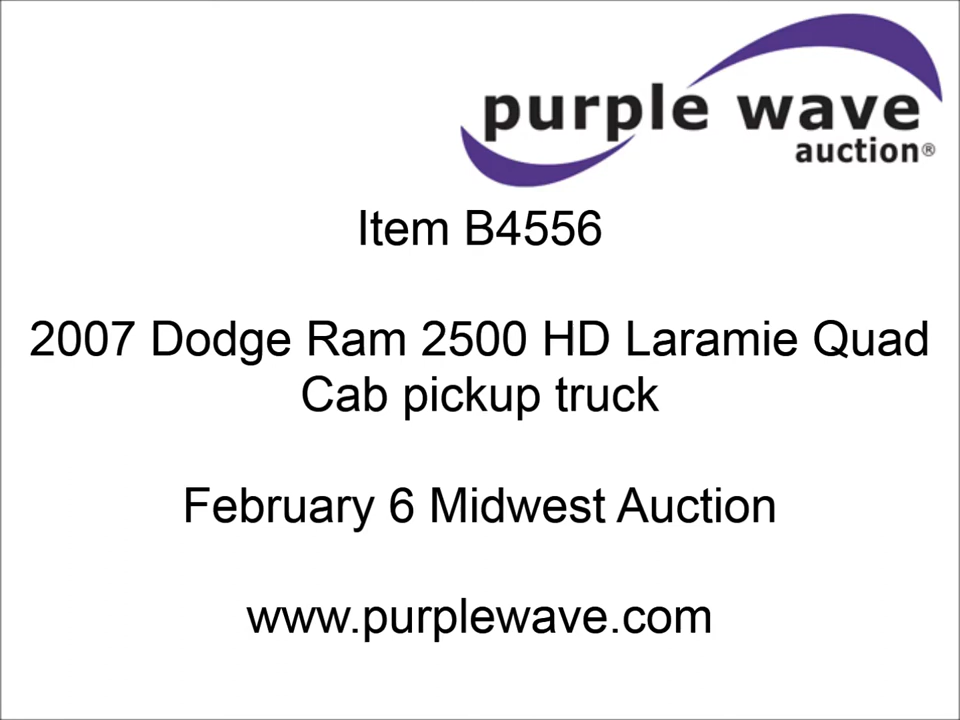 purple wave
auction®
Item B4556
2007 Dodge Ram 2500 HD Laramie Quad
Cab pickup truck
February 6 Midwest Auction
www.purplewave.com